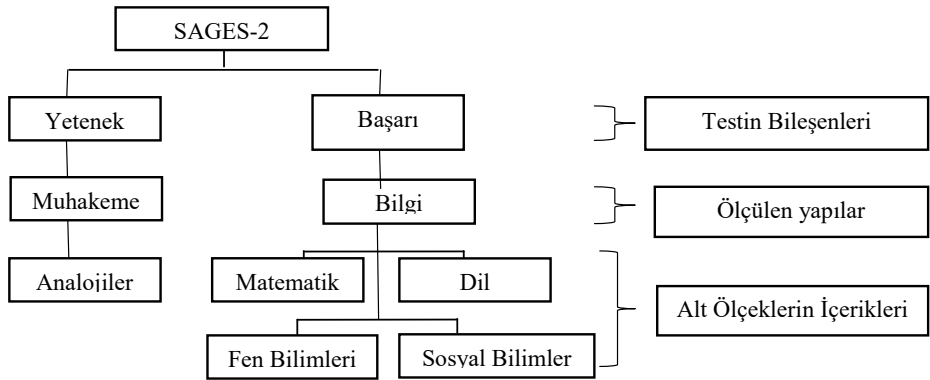 SAGES-2
Yetenek
Başarı
Testin Bileşenleri
Muhakeme
Bilgi
Ölçülen yapılar
Analojiler
Matematik
Dil
Alt Ölçeklerin İçerikleri
Fen Bilimleri
Sosyal Bilimler